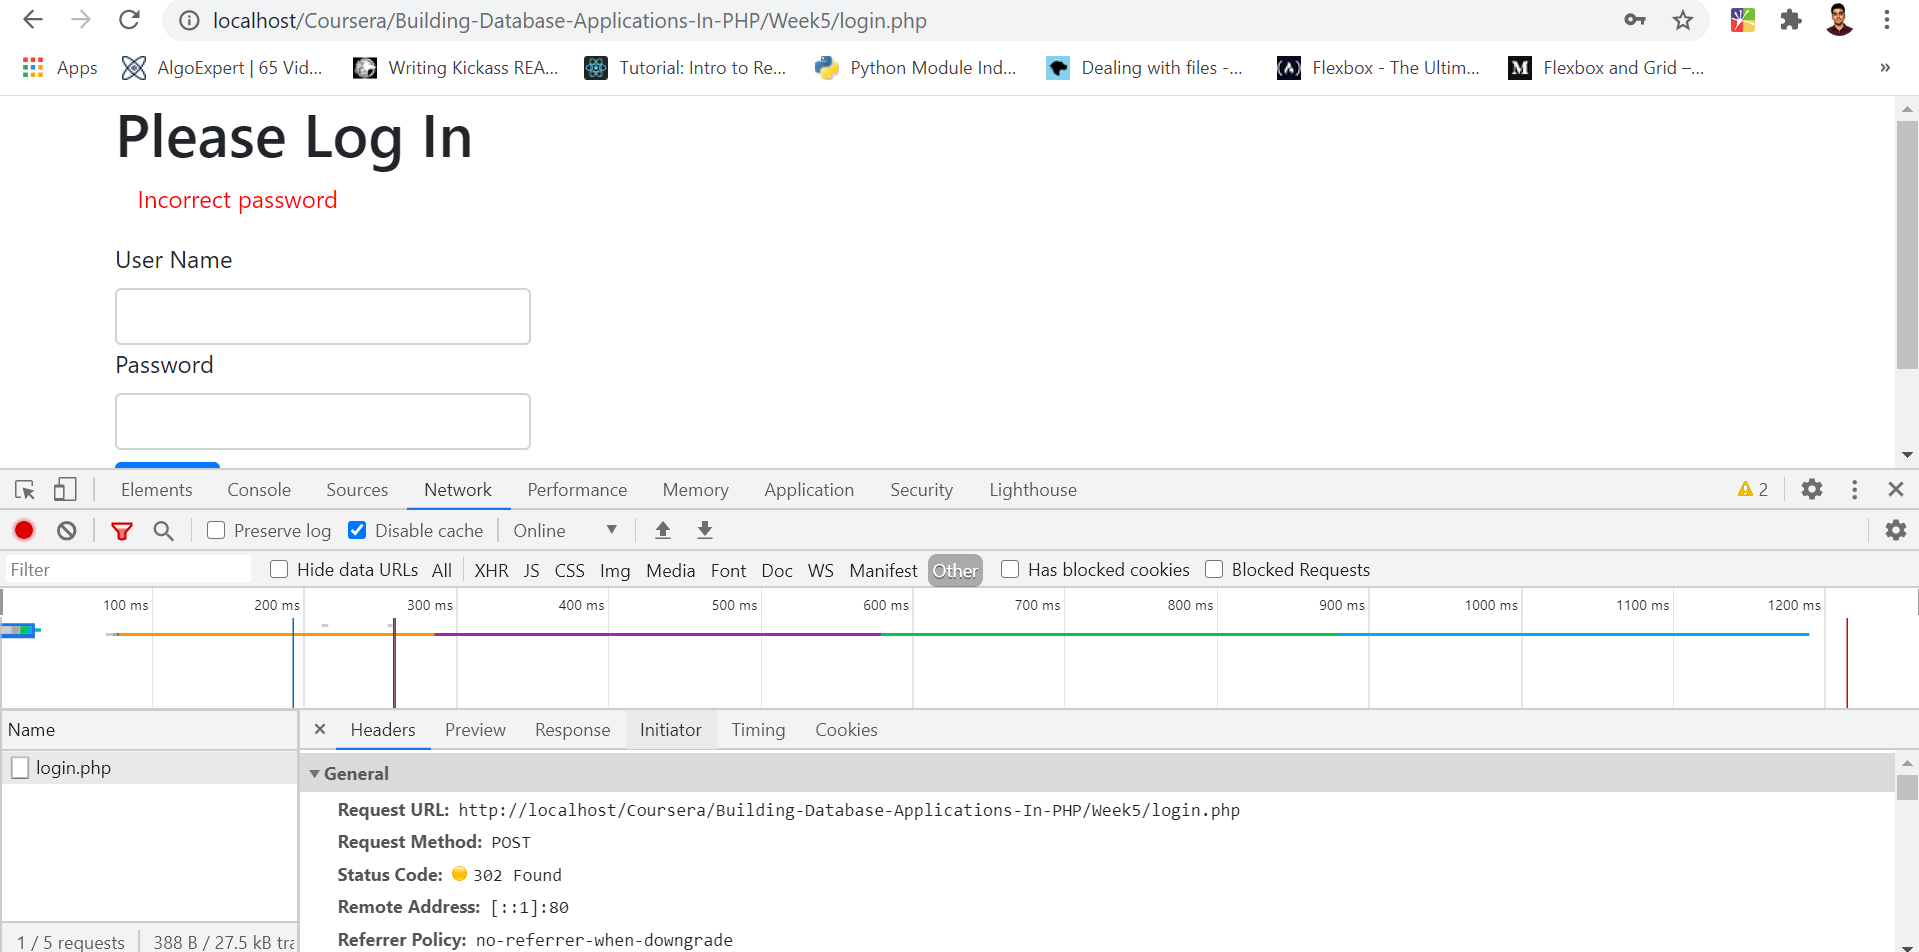 localhost/Coursera/Building-Database-Applications-In-PHP/Week5/login.php
Apps AlgoExpert | 65 Vid... Writing Kickass REA... Tutorial: Intro to Re... Python Module Ind... Dealing with files -... Flexbox - The Ultim... M Flexbox and Grid –... »
Please Log In
Incorrect password
User Name
Password
Elements Console Sources Network Performance Memory Application Security Lighthouse 2
Preserve log Disable cache Online
Filter Hide data URLs All XHR JS CSS Img Media Font Doc WS Manifest Other Has blocked cookies Blocked Requests
100 ms 200 ms 300 ms 400 ms 500 ms 600 ms 700 ms 800 ms 900 ms 1000 ms 1100 ms 1200 ms
Name Headers Preview Response Initiator Timing Cookies
login.php
General
Request URL: http://localhost/Coursera/Building-Database-Applications-In-PHP/Week5/login.php
Request Method: POST
Status Code: 302 Found
Remote Address: [::1]:80
Referrer Policy: no-referrer-when-downgrade
1 / 5 requests 388 B / 27.5 kB tra